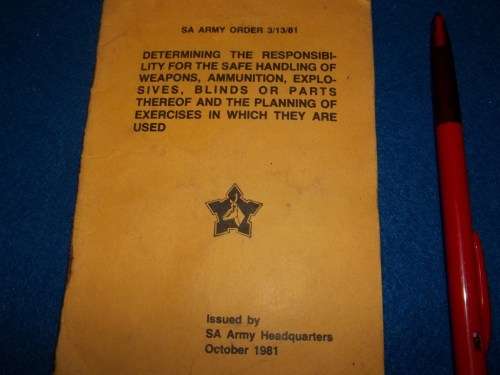 SA ARMY ORDER 3/13/81
DETERMINING THE RESPONSIBI-
LITY FOR THE SAFE HANDLING OF
WEAPONS, AMMUNITION, EXPLO-
SIVES, BLINDS OR PARTS
THEREOF AND THE PLANNING OF
EXERCISES IN WHICH THEY ARE
USED
Issued by
SA Army Headquarters
October 1981